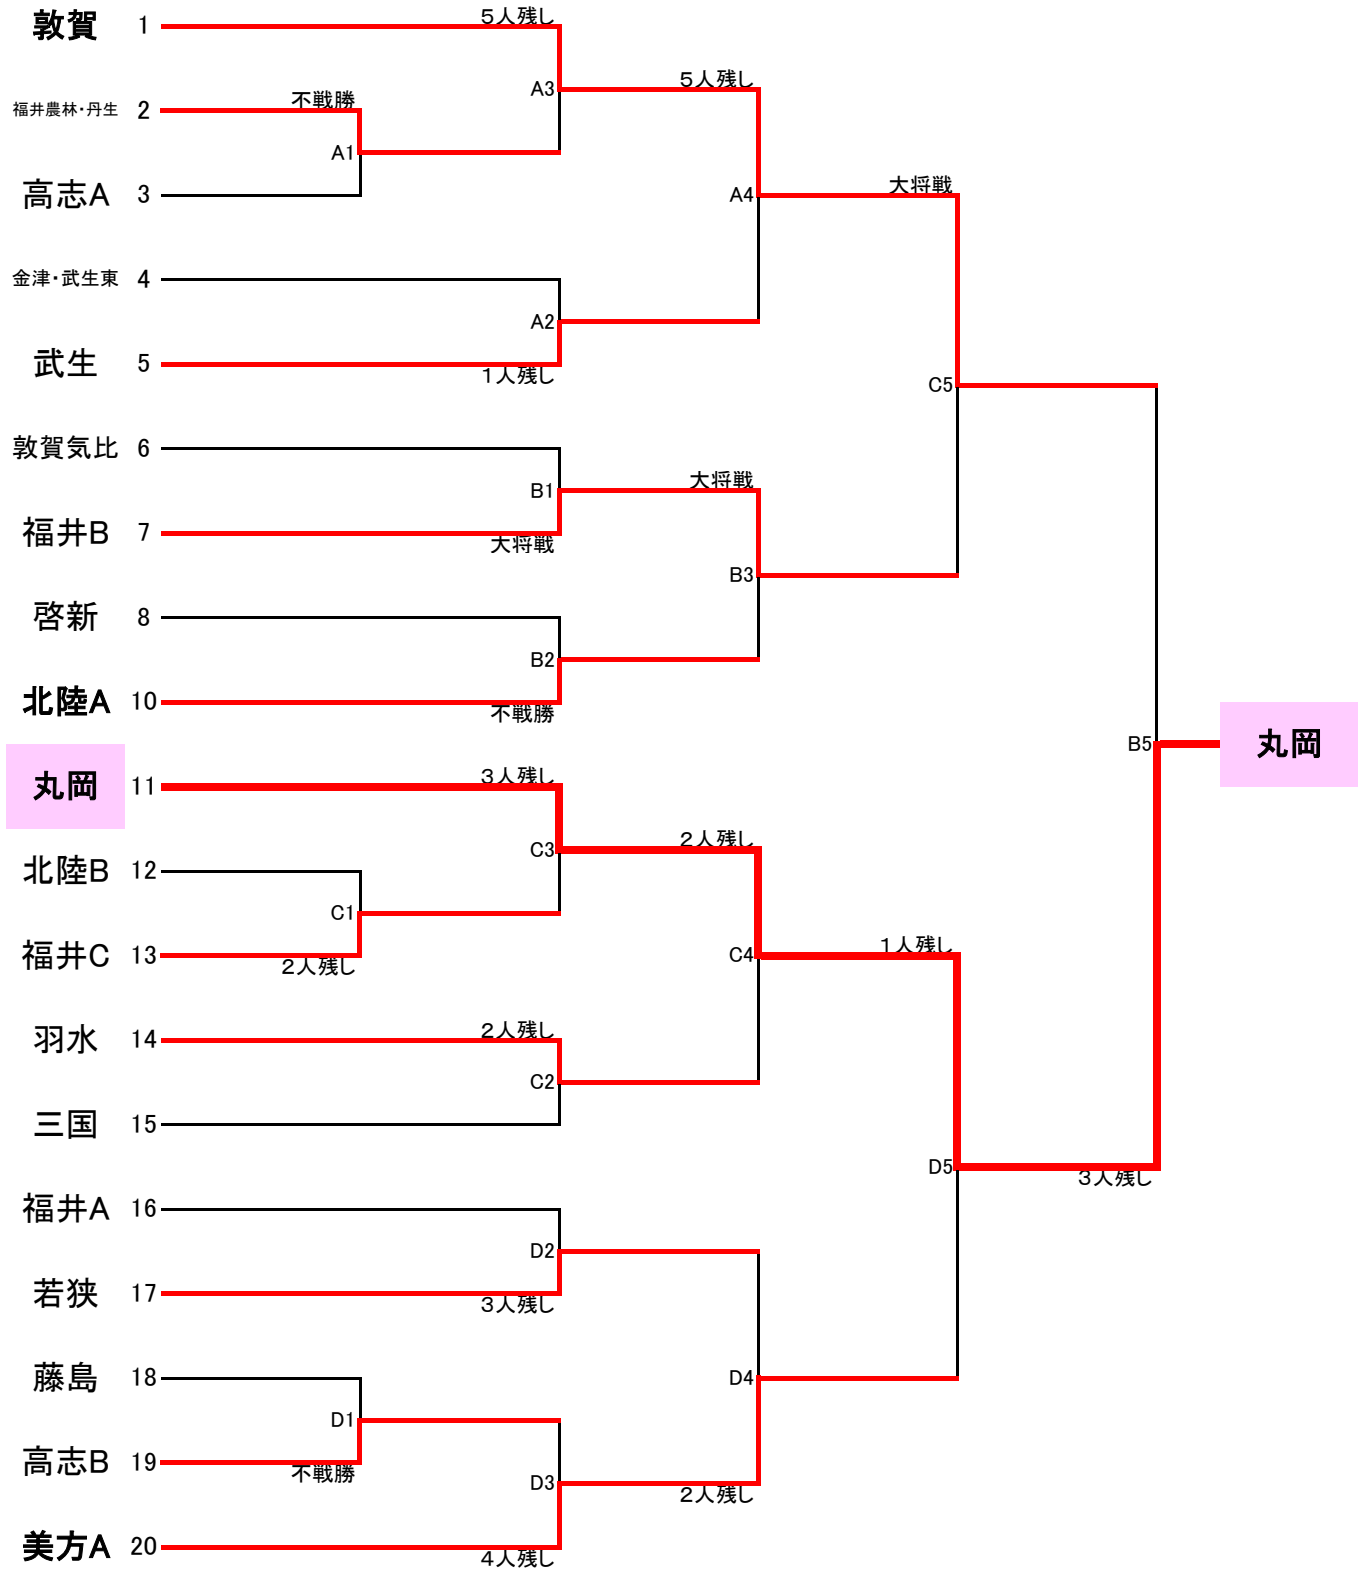 敦賀 1 5人残し
A3 5人残し
福井農林・丹生 2 不戦勝
A1
高志A 3 A4 大将戦
金津・武生東 4
A2
武生 5 1人残し
C5
敦賀気比 6
B1 大将戦
福井B 7 大将戦
B3
啓新 8
B2
北陸A 10 不戦勝
B5 丸岡
丸岡 11 3人残し
C3 2人残し
北陸B 12
C1
福井C 13 2人残し C4 1人残し
羽水 14 2人残し
C2
三国 15
D5 3人残し
福井A 16
D2
若狭 17 3人残し
藤島 18 D4
D1
高志B 19 不戦勝
D3 2人残し
美方A 20 4人残し